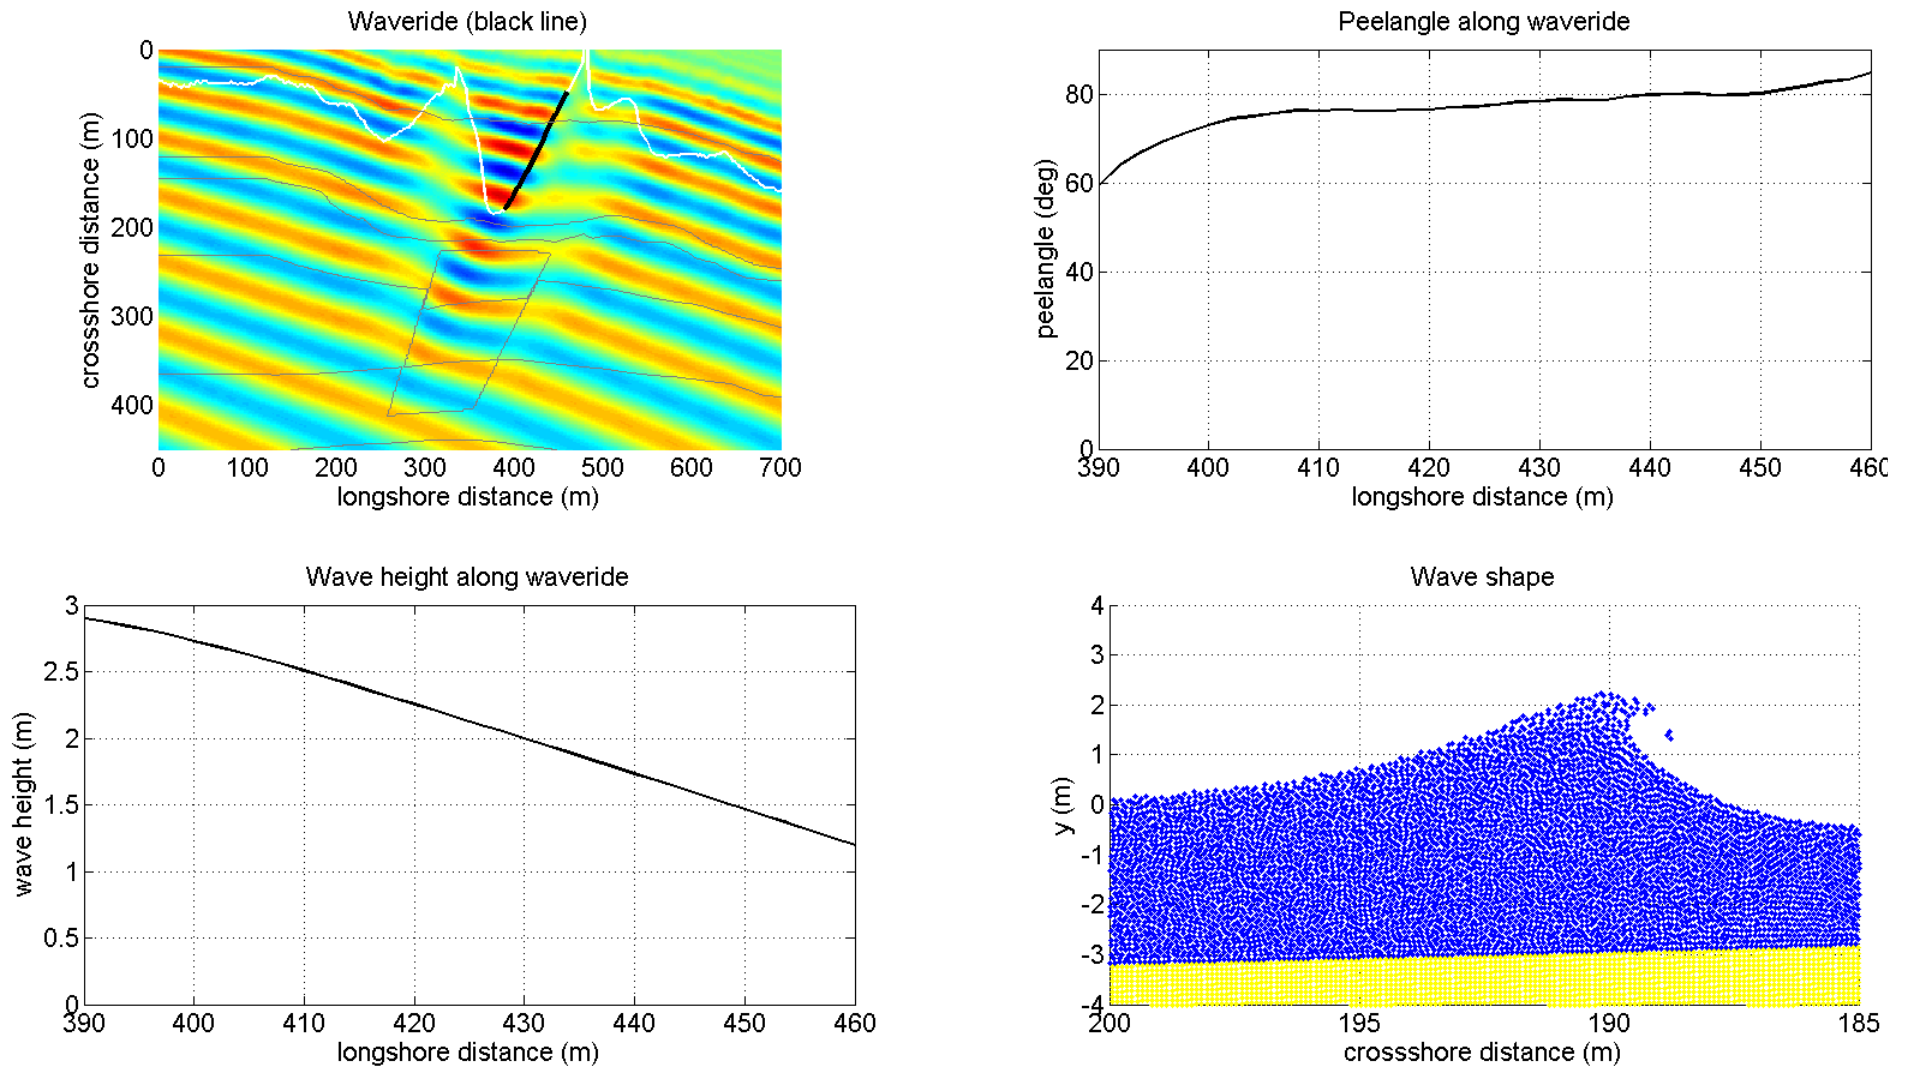 Waveride (black line)
0
100
200
300
400
crossshore distance (m)
0 100 200 300 400 500 600 700
longshore distance (m)
Peelangle along waveride
80
60
40
20
0
peelangle (deg)
390 400 410 420 430 440 450 460
longshore distance (m)
Wave height along waveride
3
2.5
2
1.5
1
0.5
0
wave height (m)
390 400 410 420 430 440 450 460
longshore distance (m)
Wave shape
4
3
2
1
0
-1
-2
-3
-4
y (m)
200 195 190 185
crossshore distance (m)